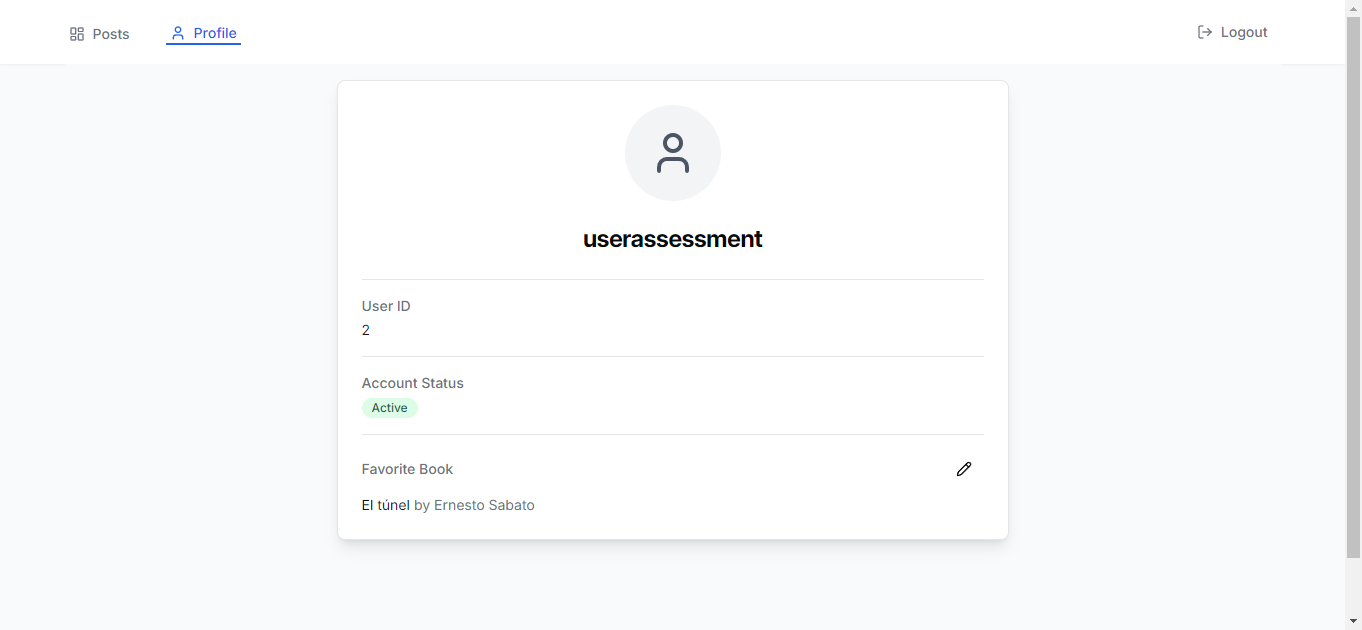 Posts
Profile
Logout
userassessment
User ID
2
Account Status
Active
Favorite Book
El túnel by Ernesto Sabato